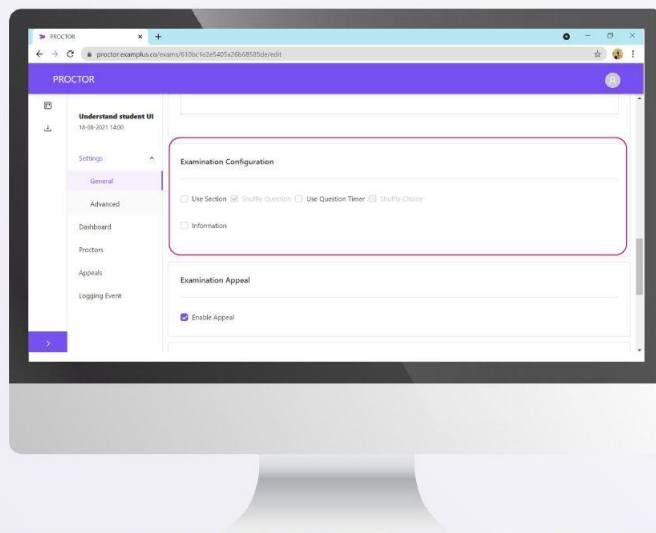 PROCTOR
proctor.examplus.co/exams/610bc1e2e5405a26b68585de/edit
PROCTOR
Understand student UI
18-08-2021 14:00
Settings
General
Advanced
Dashboard
Proctors
Appeals
Logging Event
Examination Configuration
Use Section Shuffle Question Use Question Timer Shuffle Choice
Information
Examination Appeal
Enable Appeal